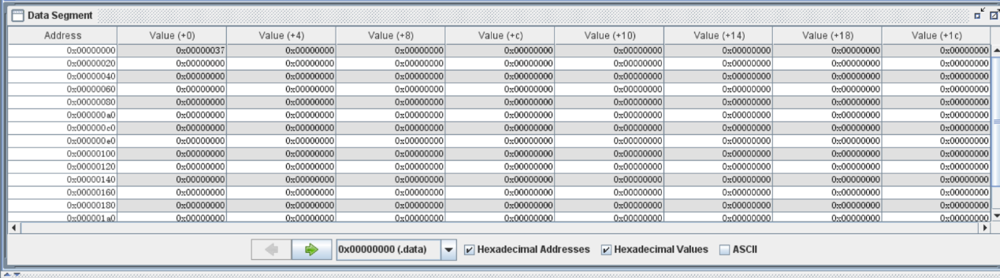 Data Segment
Address Value (+0) Value (+4) Value (+8) Value (+c) Value (+10) Value (+14) Value (+18) Value (+1c)
0x00000000 0x00000037 0x00000000 0x00000000 0x00000000 0x00000000 0x00000000 0x00000000 0x00000000
0x00000020 0x00000000 0x00000000 0x00000000 0x00000000 0x00000000 0x00000000 0x00000000 0x00000000
0x00000040 0x00000000 0x00000000 0x00000000 0x00000000 0x00000000 0x00000000 0x00000000 0x00000000
0x00000060 0x00000000 0x00000000 0x00000000 0x00000000 0x00000000 0x00000000 0x00000000 0x00000000
0x00000080 0x00000000 0x00000000 0x00000000 0x00000000 0x00000000 0x00000000 0x00000000 0x00000000
0x000000a0 0x00000000 0x00000000 0x00000000 0x00000000 0x00000000 0x00000000 0x00000000 0x00000000
0x000000c0 0x00000000 0x00000000 0x00000000 0x00000000 0x00000000 0x00000000 0x00000000 0x00000000
0x000000e0 0x00000000 0x00000000 0x00000000 0x00000000 0x00000000 0x00000000 0x00000000 0x00000000
0x00000100 0x00000000 0x00000000 0x00000000 0x00000000 0x00000000 0x00000000 0x00000000 0x00000000
0x00000120 0x00000000 0x00000000 0x00000000 0x00000000 0x00000000 0x00000000 0x00000000 0x00000000
0x00000140 0x00000000 0x00000000 0x00000000 0x00000000 0x00000000 0x00000000 0x00000000 0x00000000
0x00000160 0x00000000 0x00000000 0x00000000 0x00000000 0x00000000 0x00000000 0x00000000 0x00000000
0x00000180 0x00000000 0x00000000 0x00000000 0x00000000 0x00000000 0x00000000 0x00000000 0x00000000
0x000001a0 0x00000000 0x00000000 0x00000000 0x00000000 0x00000000 0x00000000 0x00000000 0x00000000
0x00000000 (.data) Hexadecimal Addresses Hexadecimal Values ASCII